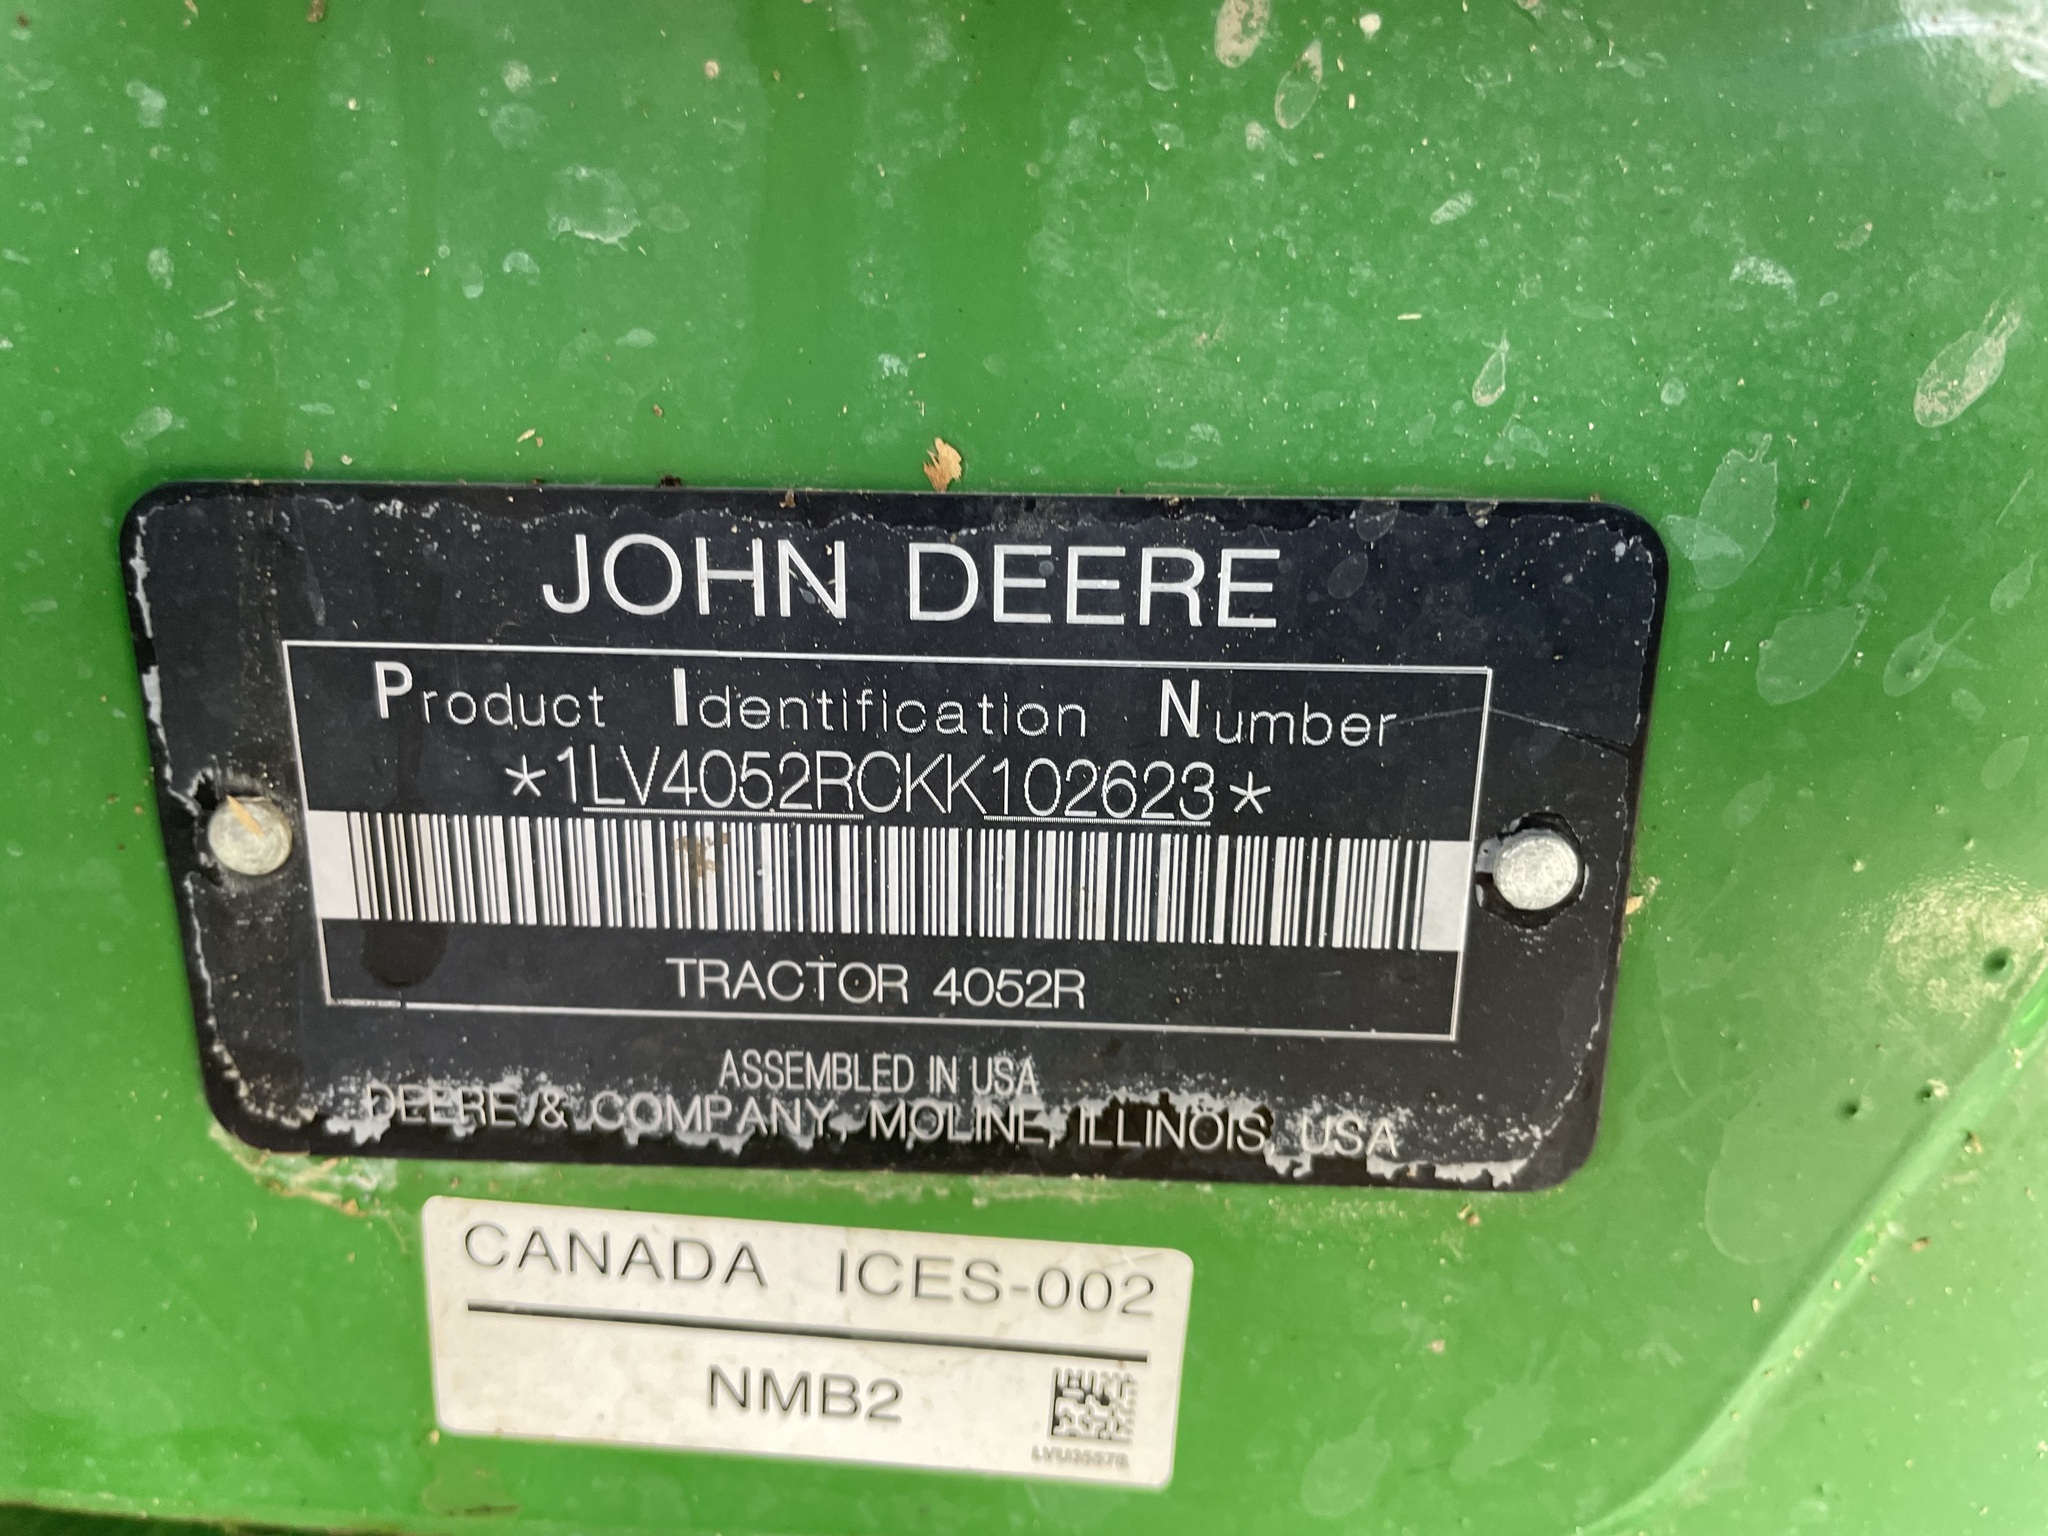 JOHN DEERE
Product Identification Number
*1LV4052RCKK102623*
TRACTOR 4052R
ASSEMBLED IN USA
DEERE & COMPANY, MOLINE, ILLINOIS, USA
CANADA ICES-002
NMB2